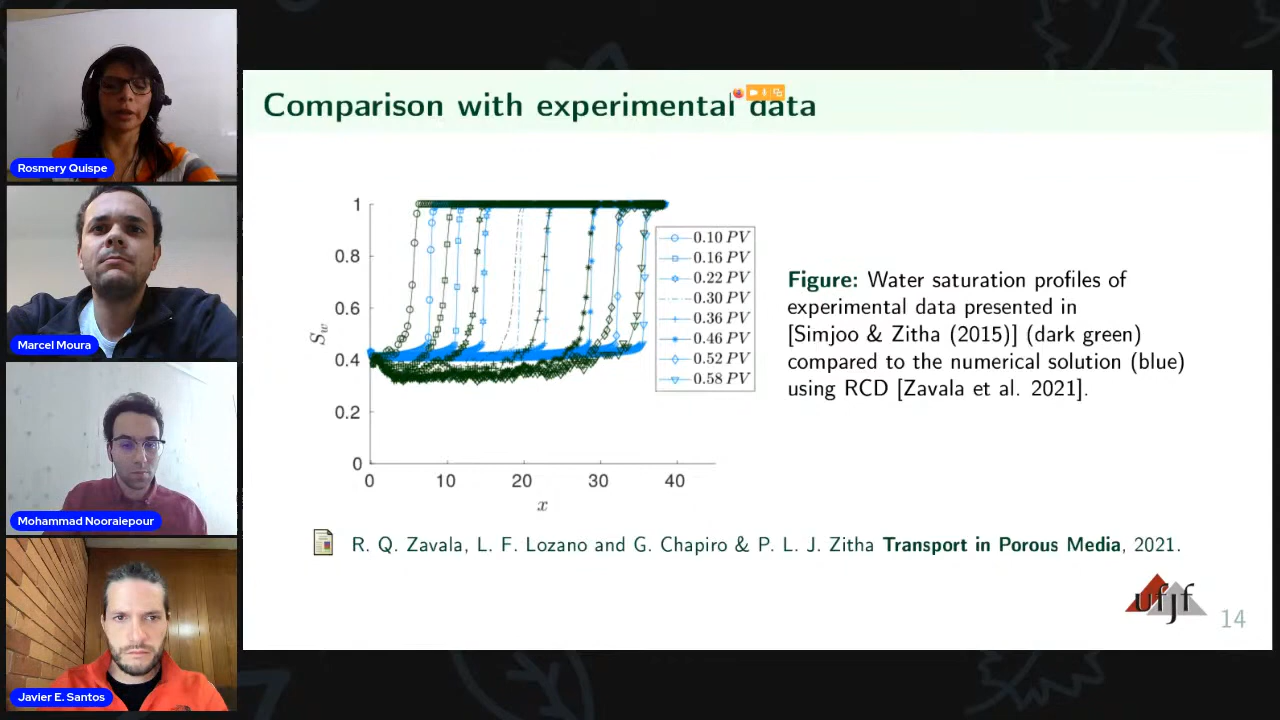 Rosmery Quispe
Marcel Moura
Mohammad Nooralepour
Javier E. Santos
Comparison with experimental data
1
0.8
0.6
0.4
0.2
0
S_w
0
10
20
30
40
x
0.10 PV
0.16 PV
0.22 PV
0.30 PV
0.36 PV
0.46 PV
0.52 PV
0.58 PV
Figure: Water saturation profiles of
experimental data presented in
[Simjoo & Zitha (2015)] (dark green)
compared to the numerical solution (blue)
using RCD [Zavala et al. 2021].
R. Q. Zavala, L. F. Lozano and G. Chapiro & P. L. J. Zitha Transport in Porous Media, 2021.
ufjf
14